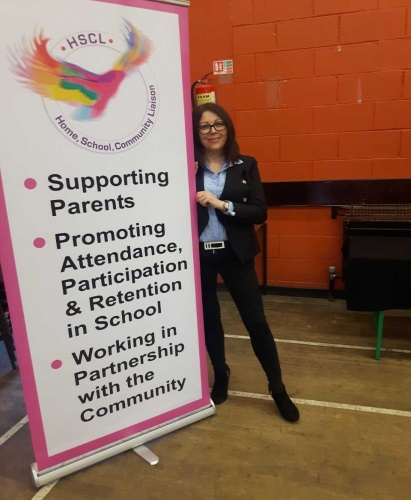 · HSCL ·
Home, School, Community Liaison
• Supporting
Parents
• Promoting
Attendance,
Participation
& Retention
in School
• Working in
Partnership
with the
Community
FOAM